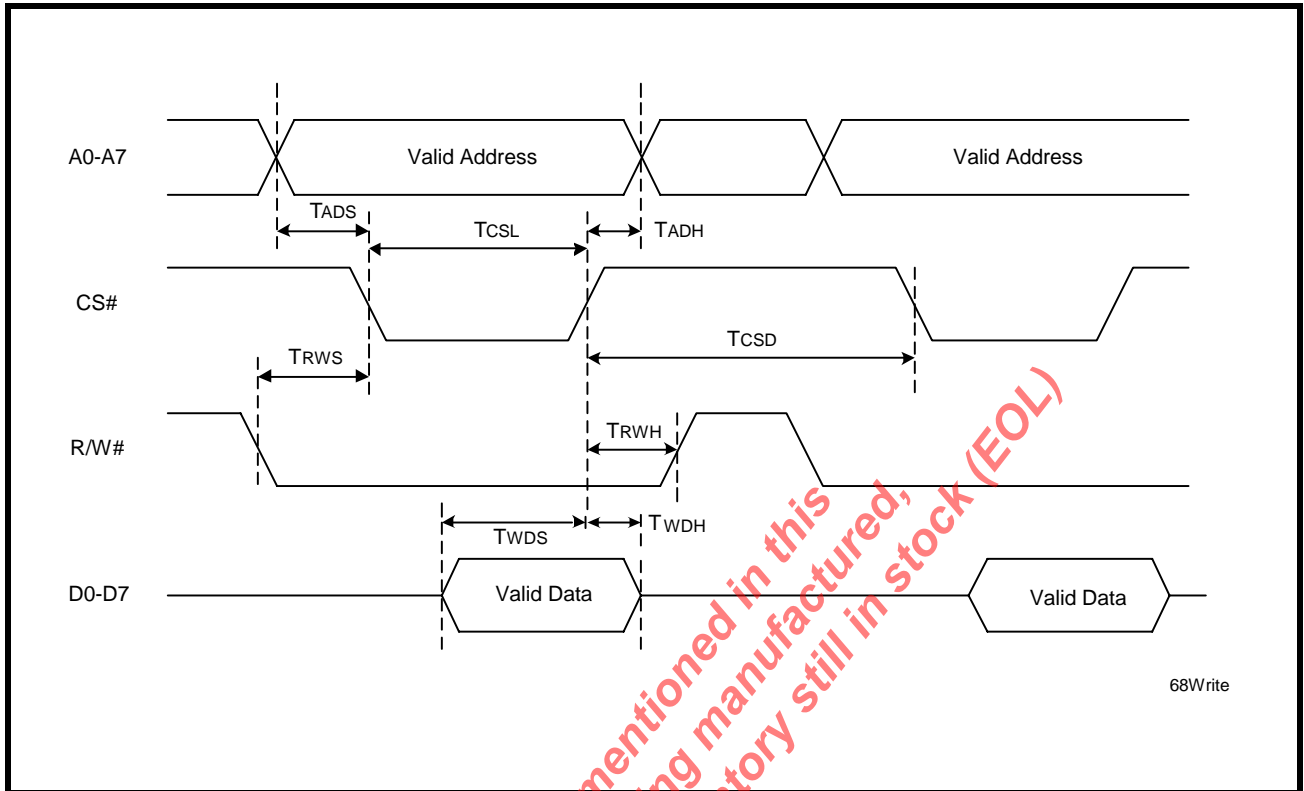 A0-A7
Valid Address
Valid Address
TADS
TCSL
TADH
CS#
TCSD
TRWS
R/W#
TRWH
TWDS
TWDH
D0-D7
Valid Data
Valid Data
68Write
mentioned in this
ing manufactured,
tory still in stock (EOL)